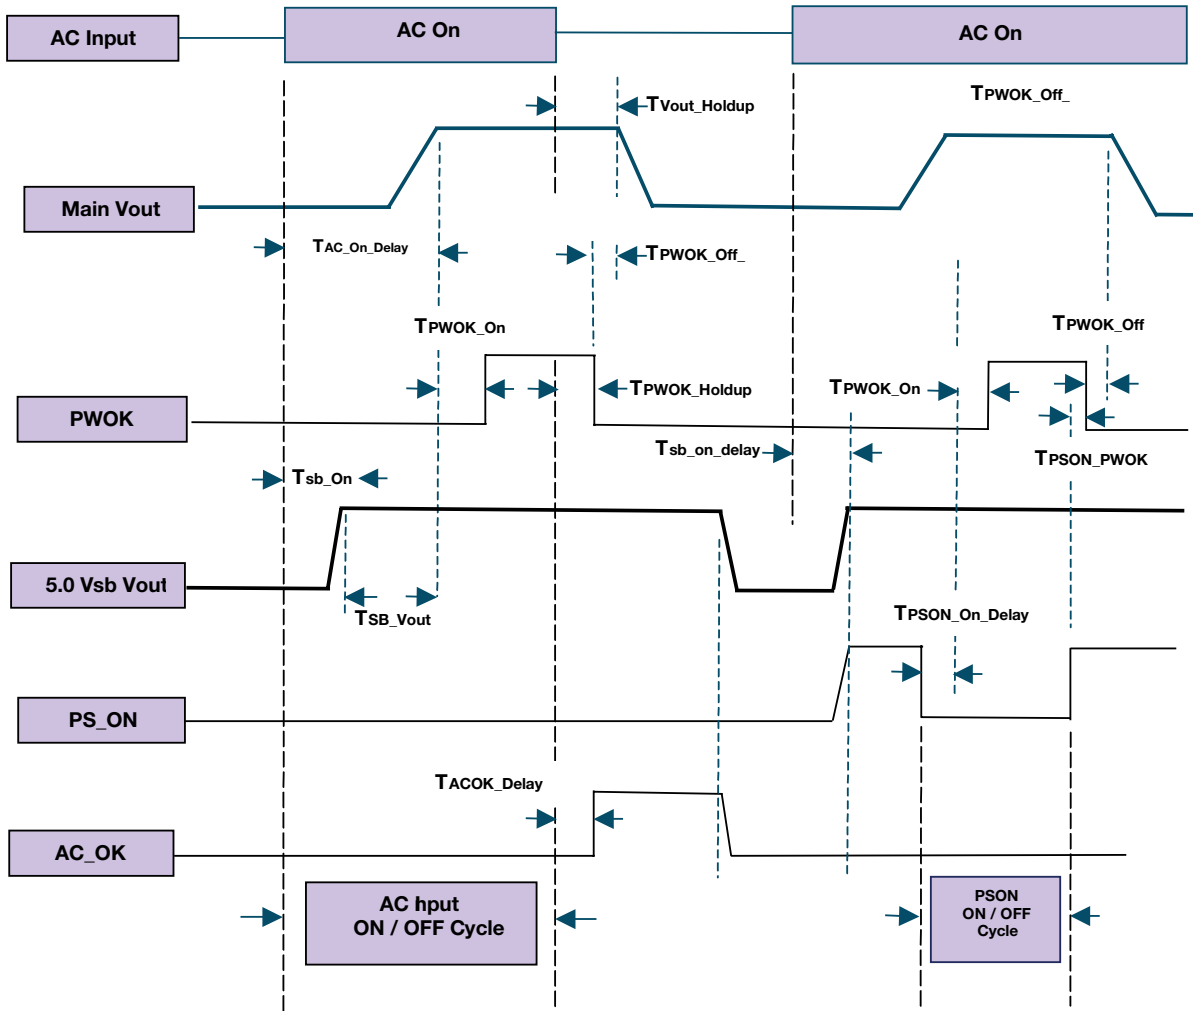 AC Input
AC On
AC On
TVout_Holdup
TPWOK_Off_
Main Vout
TAC_On_Delay
TPWOK_Off_
TPWOK_On
TPWOK_Off
TPWOK_Holdup
TPWOK_On
PWOK
Tsb_on_delay
TPSON_PWOK
Tsb_On
5.0 Vsb Vout
TSB_Vout
TPSON_On_Delay
PS_ON
TACOK_Delay
AC_OK
AC hput
ON / OFF Cycle
PSON
ON / OFF
Cycle